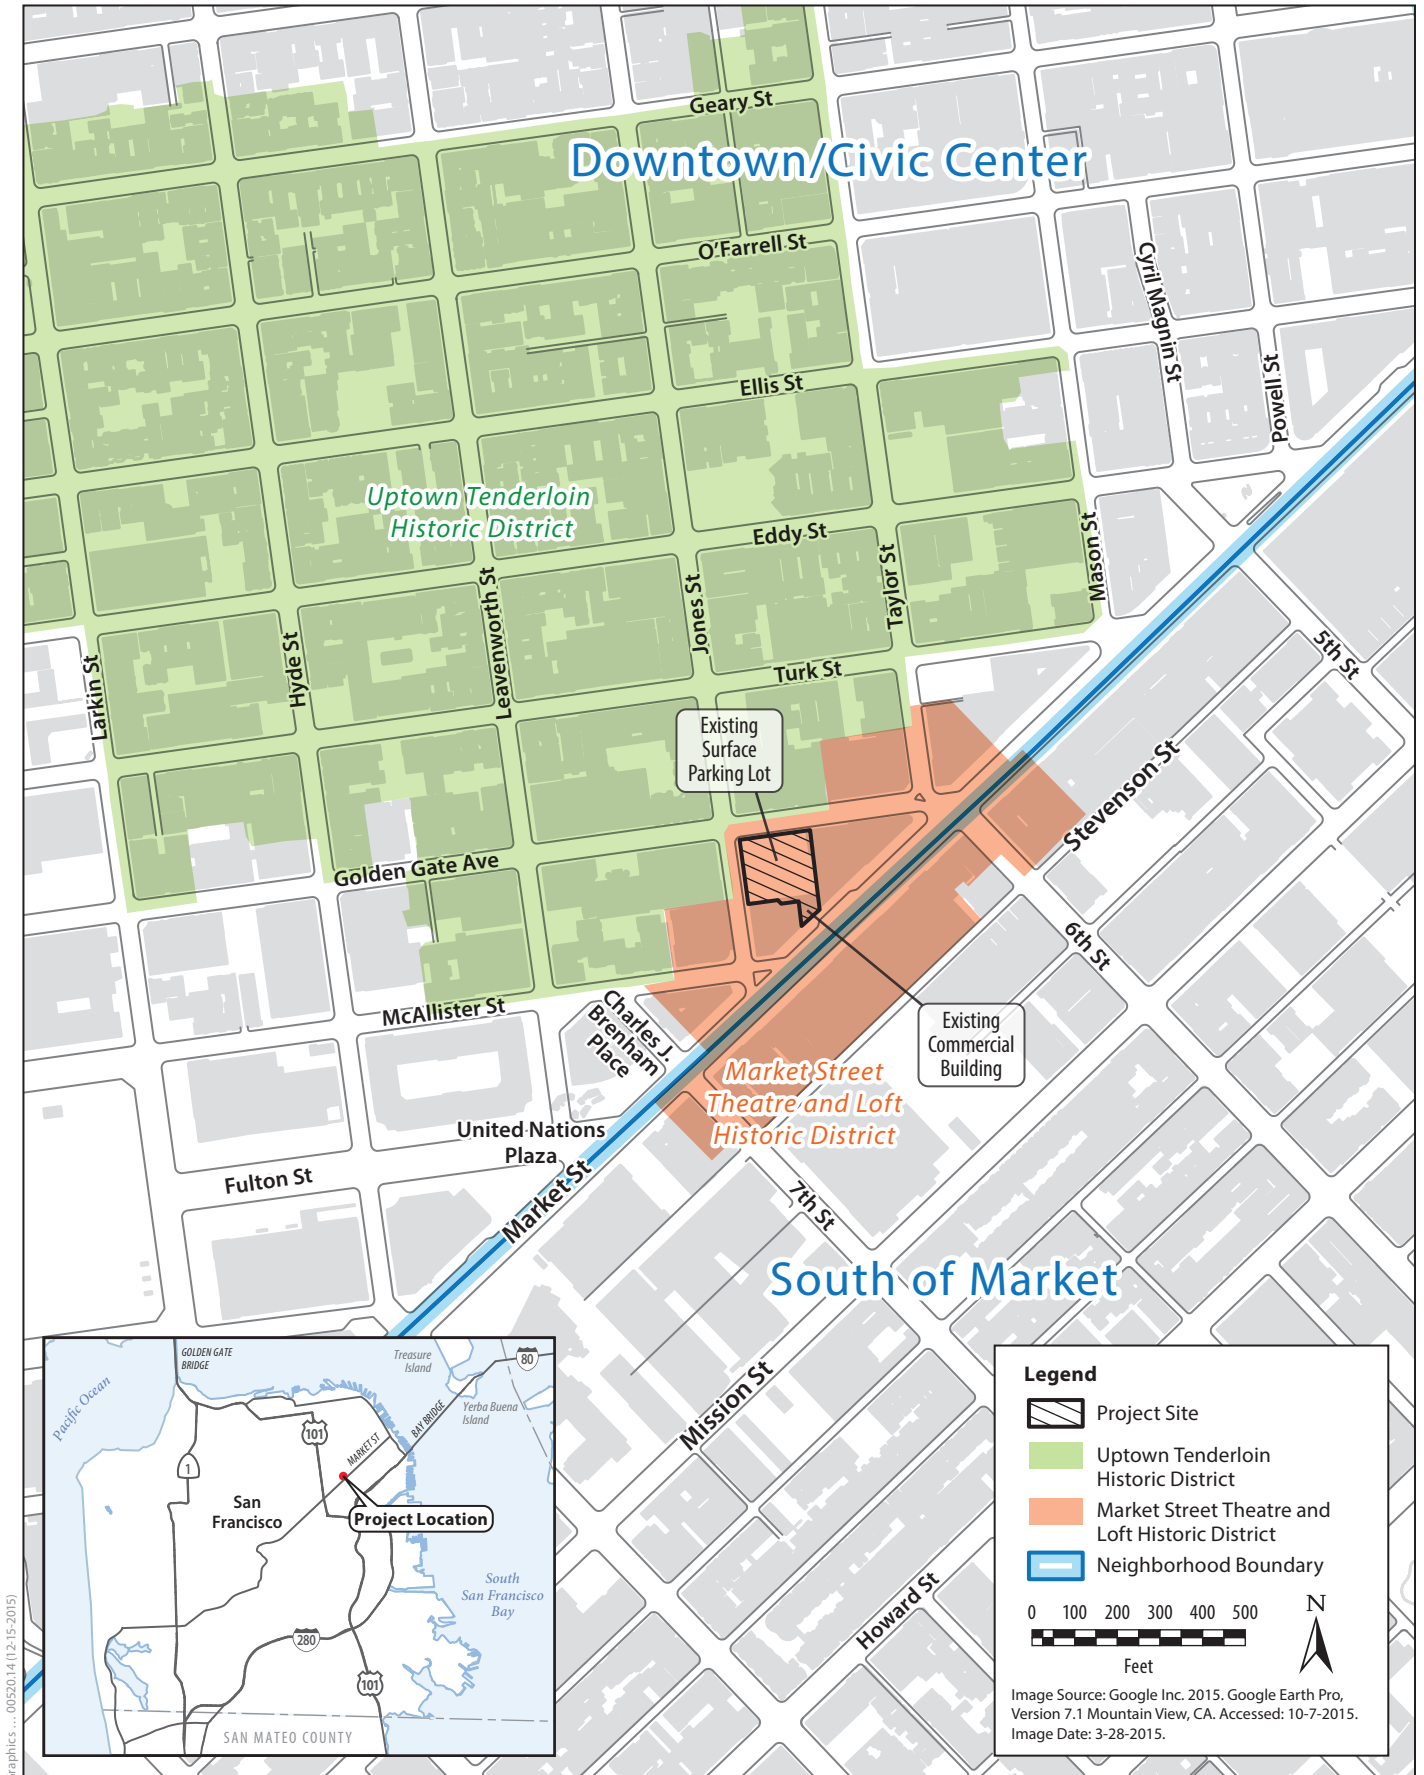 Geary St
Downtown/Civic Center
O'Farrell St
Cyril Magnin St
Powell St
Ellis St
Uptown Tenderloin
Historic District
Eddy St
Mason St
Taylor St
Jones St
Leavenworth St
Hyde St
Larkin St
Turk St
5th St
Existing
Surface
Parking Lot
Stevenson St
Golden Gate Ave
6th St
McAllister St
Charles J.
Brenham
Place
Existing
Commercial
Building
Market Street
Theatre and Loft
Historic District
United Nations
Plaza
Market St
Fulton St
7th St
South of Market
Mission St
Howard St
GOLDEN GATE
BRIDGE
Treasure
Island
80
Pacific Ocean
Yerba Buena
Island
BAY BRIDGE
101
MARKET ST
1
San
Francisco
Project Location
South
San Francisco
Bay
280
101
SAN MATEO COUNTY
Legend
Project Site
Uptown Tenderloin
Historic District
Market Street Theatre and
Loft Historic District
Neighborhood Boundary
0 100 200 300 400 500
Feet
N
Image Source: Google Inc. 2015. Google Earth Pro,
Version 7.1 Mountain View, CA. Accessed: 10-7-2015.
Image Date: 3-28-2015.
… 00520.14 (12-15-2015)